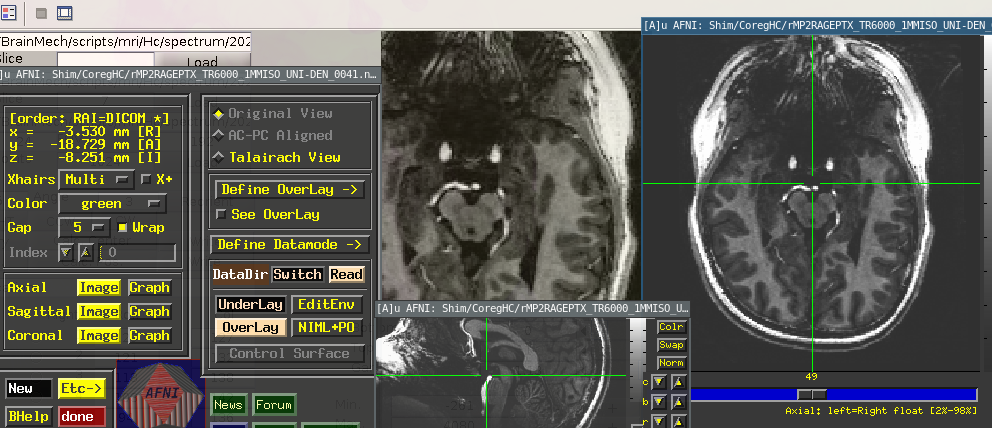 /BrainMech/scripts/mri/Hc/spectrum/202
Slice
Load
]u AFNI: Shim/CoregHC/rMP2RAGEPTX_TR6000_1MMISO_UNI-DEN_0041.n...
[A]u AFNI: Shim/CoregHC/rMP2RAGEPTX_TR6000_1MMISO_UNI-DEN_0
[order: RAI=DICOM *]
x = -3.530 mm [R]
y = -18.729 mm [A]
z = -8.251 mm [I]
Xhairs Multi X+
Color green
Gap 5 Wrap
Index 0
Axial Image Graph
Sagittal Image Graph
Coronal Image Graph
New Etc->
BHelp done
AFNI
Original View
AC-PC Aligned
Talairach View
Define OverLay ->
See OverLay
Define Datamode ->
DataDir Switch Read
UnderLay EditEnv
OverLay NIML+PO
Control Surface
News Forum
[A]u AFNI: Shim/CoregHC/rMP2RAGEPTX_TR6000_1MMISO_U...
Colr
Swap
Norm
c
b
r
49
Axial: left=Right float [2%-98%]